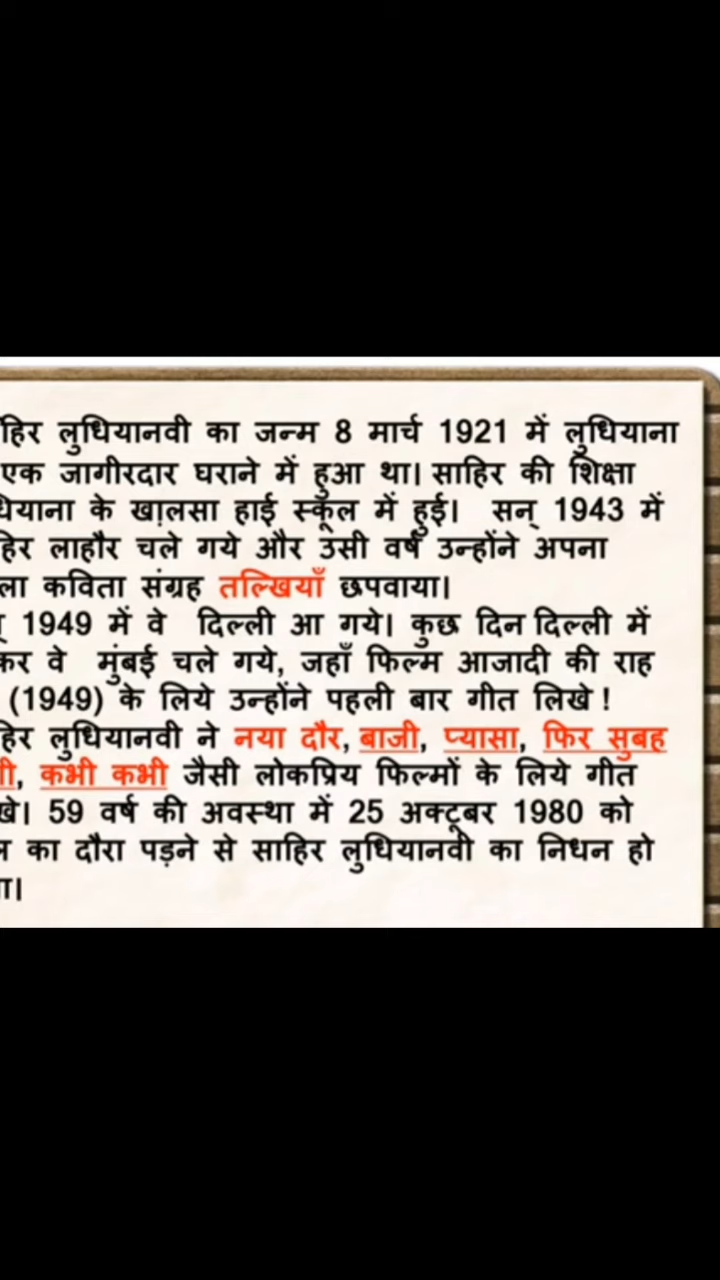 हिर लुधियानवी का जन्म 8 मार्च 1921 में लुधियाना
एक जागीरदार घराने में हुआ था। साहिर की शिक्षा
धियाना के खा़लसा हाई स्कूल में हुई। सन् 1943 में
हिर लाहौर चले गये और उसी वर्ष उन्होंने अपना
ला कविता संग्रह तल्खियाँ छपवाया।
1949 में वे दिल्ली आ गये। कुछ दिन दिल्ली में
कर वे मुंबई चले गये, जहाँ फिल्म आजादी की राह
(1949) के लिये उन्होंने पहली बार गीत लिखे !
हिर लुधियानवी ने नया दौर, बाजी, प्यासा, फिर सुबह
गी, कभी कभी जैसी लोकप्रिय फिल्मों के लिये गीत
खे। 59 वर्ष की अवस्था में 25 अक्टूबर 1980 को
का दौरा पड़ने से साहिर लुधियानवी का निधन हो
ा।